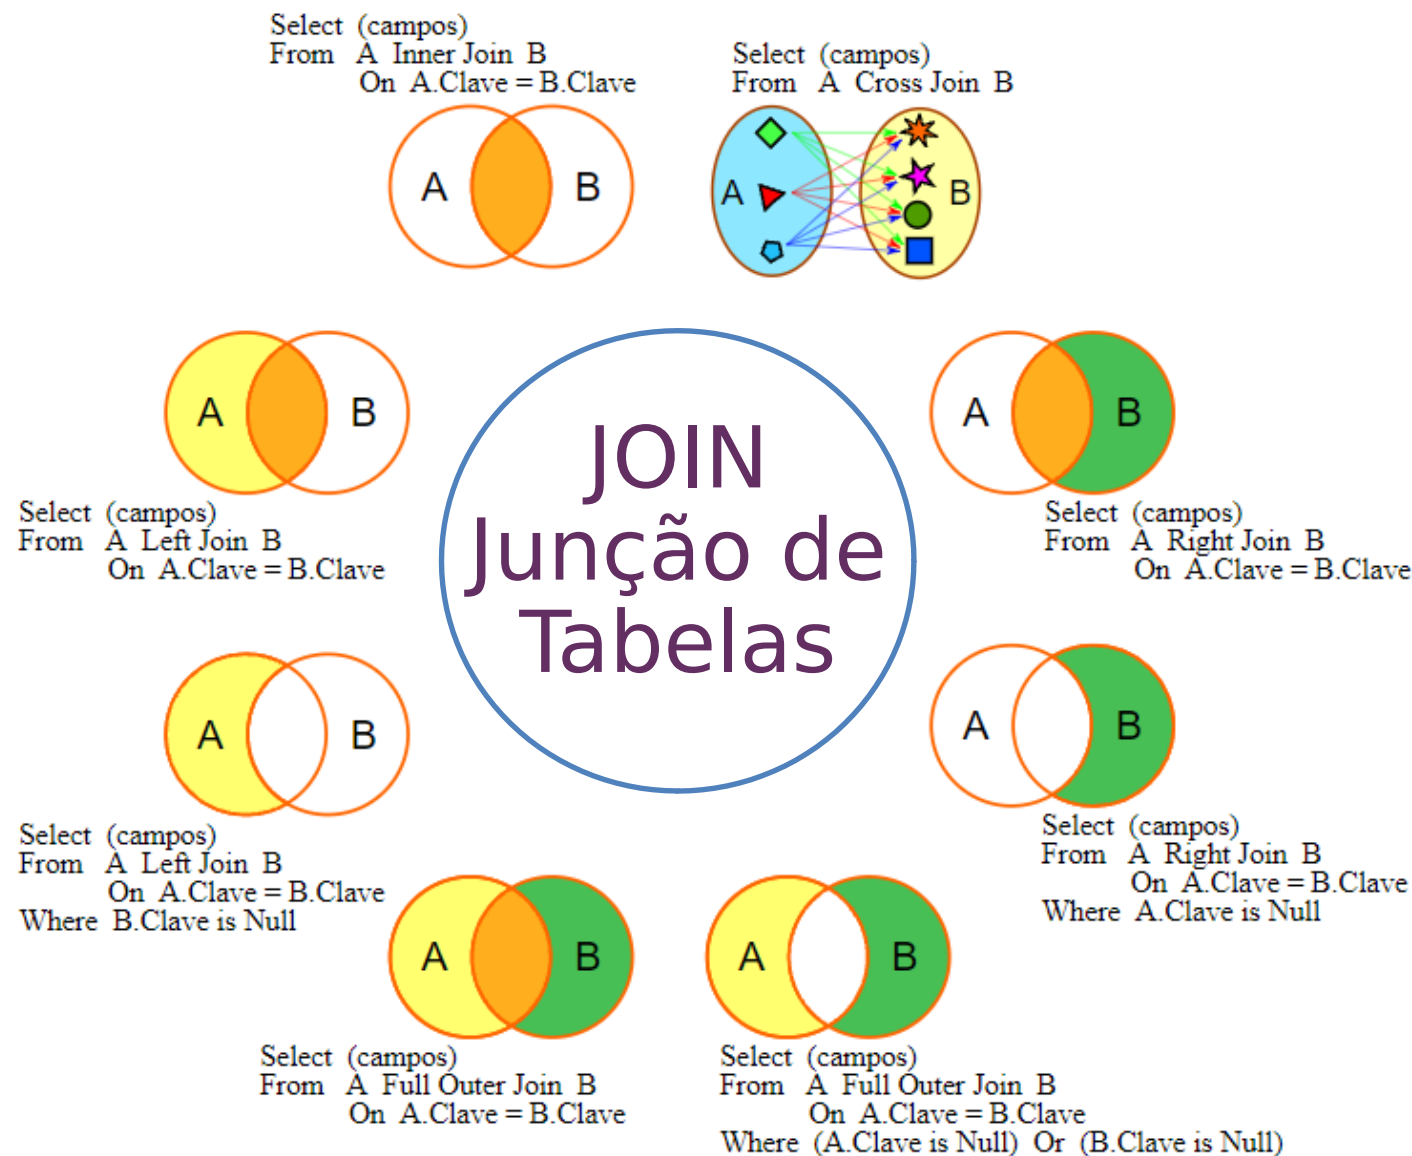 Select (campos)
From A Inner Join B
On A.Clave = B.Clave
A B
Select (campos)
From A Cross Join B
A B
A B
Select (campos)
From A Left Join B
On A.Clave = B.Clave
JOIN
Junção de
Tabelas
A B
Select (campos)
From A Right Join B
On A.Clave = B.Clave
A B
Select (campos)
From A Left Join B
On A.Clave = B.Clave
Where B.Clave is Null
A B
Select (campos)
From A Right Join B
On A.Clave = B.Clave
Where A.Clave is Null
A B
Select (campos)
From A Full Outer Join B
On A.Clave = B.Clave
A B
Select (campos)
From A Full Outer Join B
On A.Clave = B.Clave
Where (A.Clave is Null) Or (B.Clave is Null)